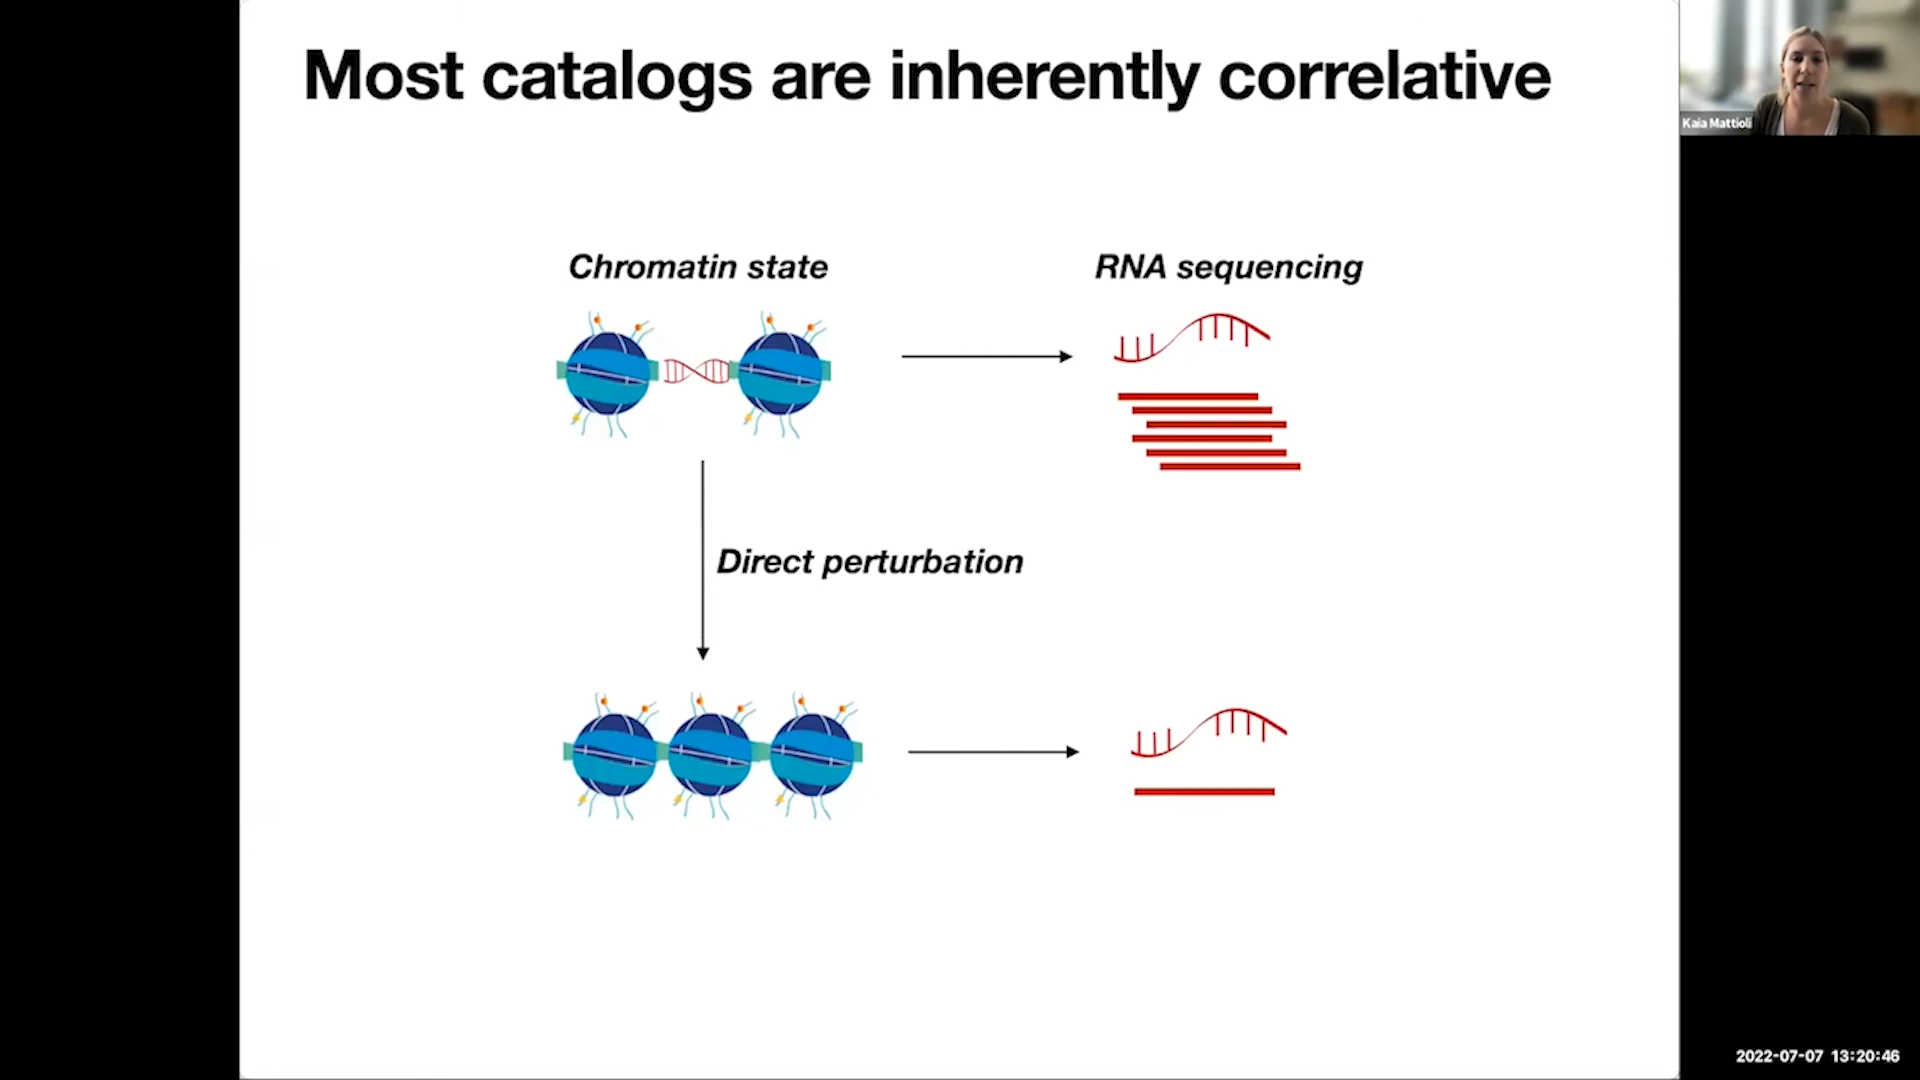 Most catalogs are inherently correlative
Kaia Mattioli
Chromatin state
RNA sequencing
Direct perturbation
2022-07-07 13:20:46